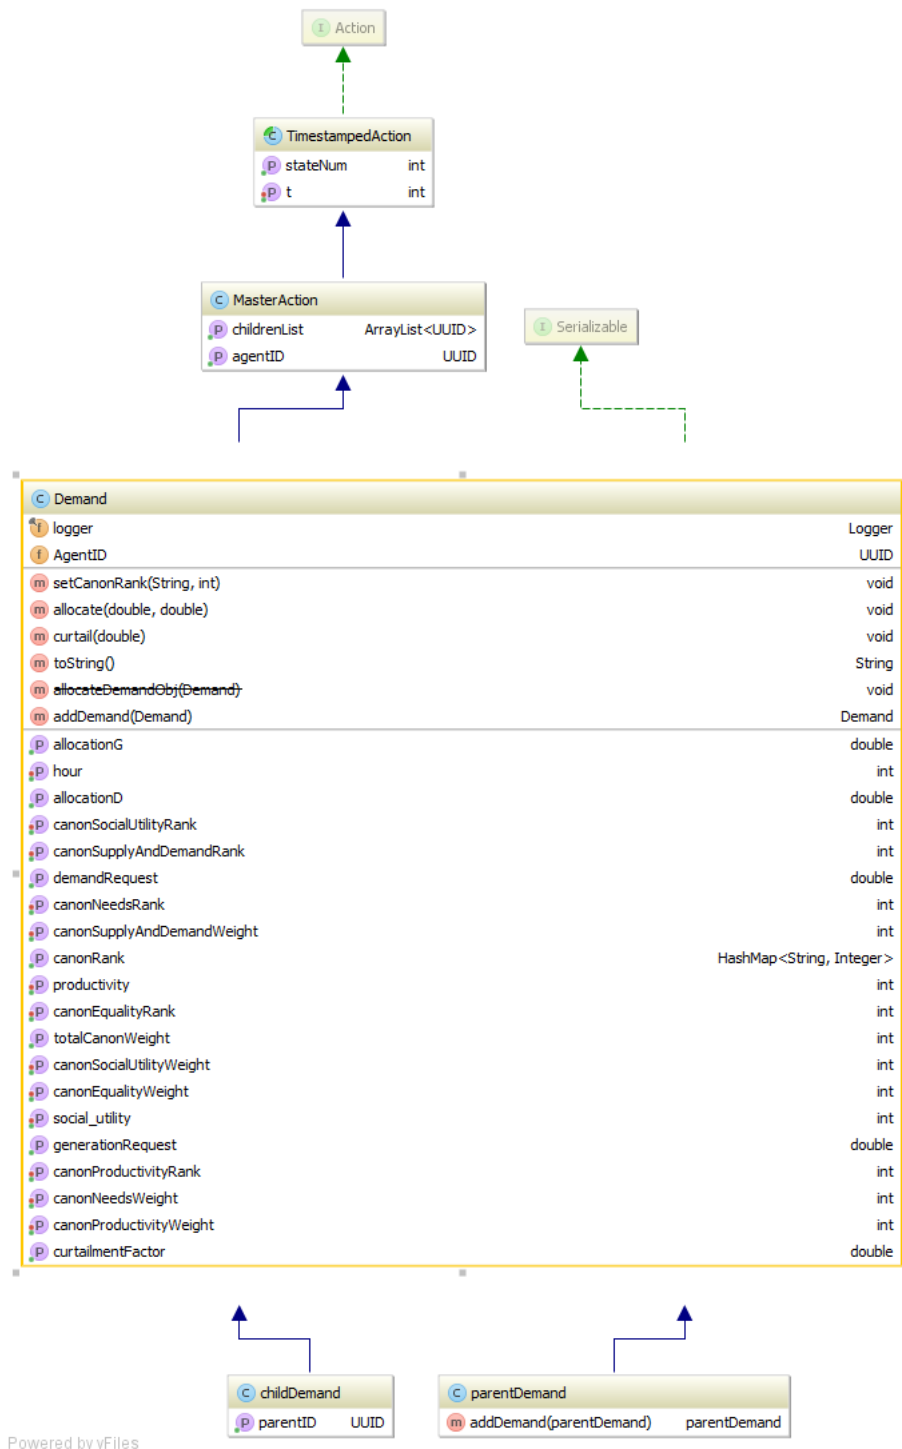 I Action
C TimestampedAction
P stateNum int
P t int
C MasterAction
P childrenList ArrayList<UUID>
P agentID UUID
I Serializable
C Demand
f logger Logger
f AgentID UUID
m setCanonRank(String, int) void
m allocate(double, double) void
m curtail(double) void
m toString() String
m allocateDemandObj(Demand) void
m addDemand(Demand) Demand
P allocationG double
P hour int
P allocationD double
P canonSocialUtilityRank int
P canonSupplyAndDemandRank int
P demandRequest double
P canonNeedsRank int
P canonSupplyAndDemandWeight int
P canonRank HashMap<String, Integer>
P productivity int
P canonEqualityRank int
P totalCanonWeight int
P canonSocialUtilityWeight int
P canonEqualityWeight int
P social_utility int
P generationRequest double
P canonProductivityRank int
P canonNeedsWeight int
P canonProductivityWeight int
P curtailmentFactor double
C childDemand
P parentID UUID
C parentDemand
m addDemand(parentDemand) parentDemand
Powered by yFiles